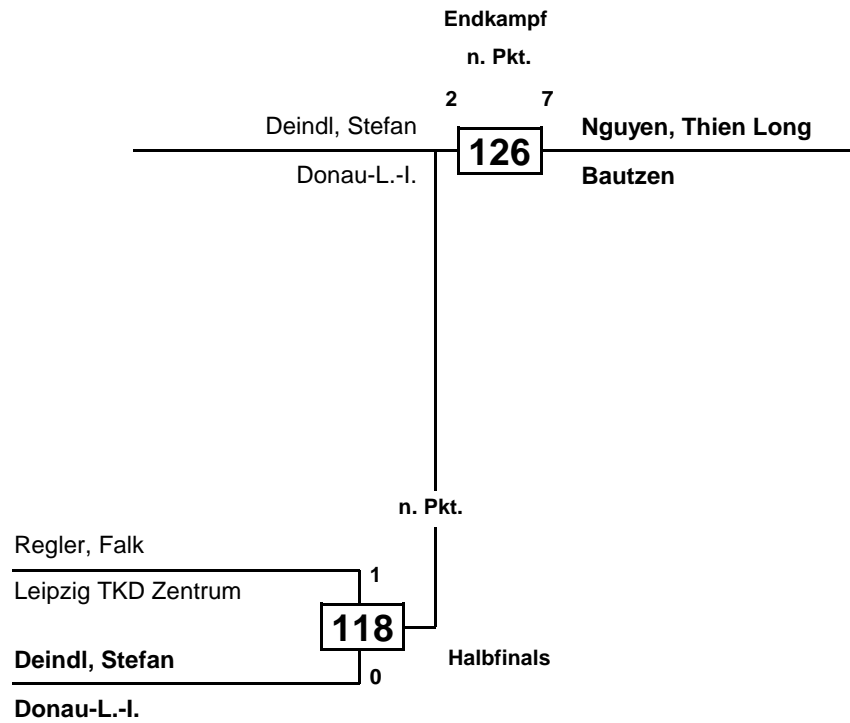 Endkampf
n. Pkt.
2 7
Deindl, Stefan 126 Nguyen, Thien Long
Donau-L.-I. Bautzen
n. Pkt.
Regler, Falk
1
Leipzig TKD Zentrum
118
Deindl, Stefan Halbfinals
0
Donau-L.-I.